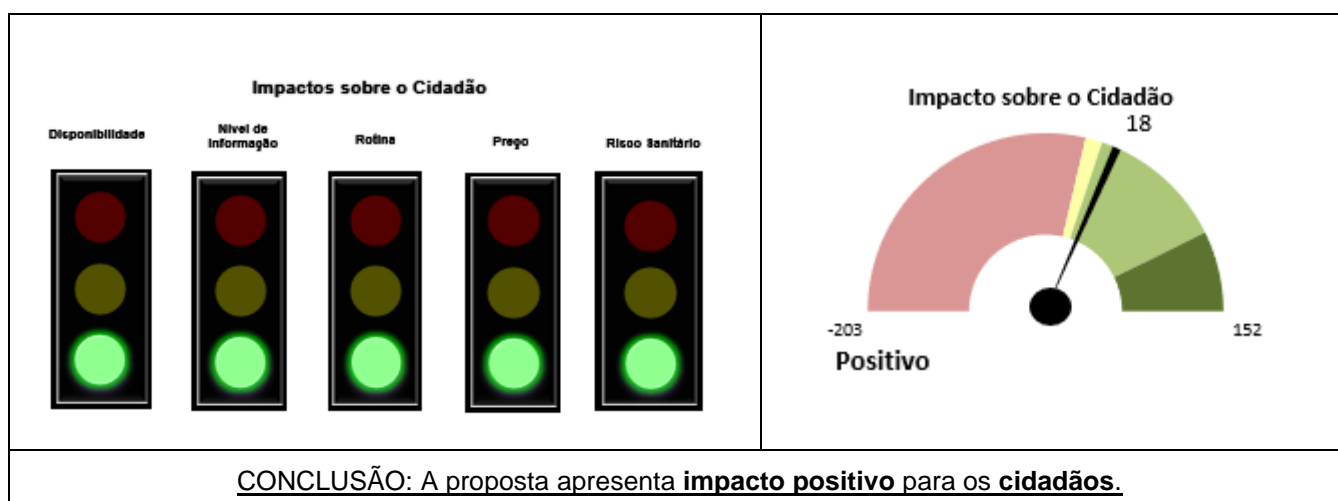 Impactos sobre o Cidadão
Disponibilidade
Nível de
Informação
Rotina
Preço
Risco Sanitário
Impacto sobre o Cidadão
18
-203
152
Positivo
CONCLUSÃO: A proposta apresenta impacto positivo para os cidadãos.